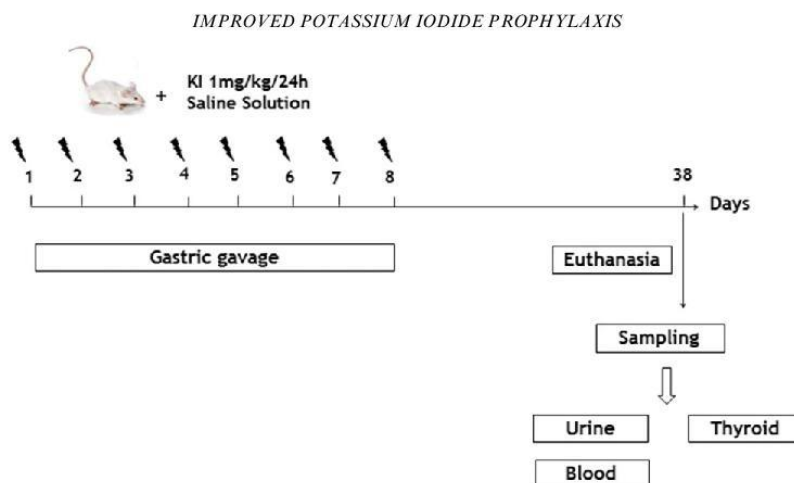 IMPROVED POTASSIUM IODIDE PROPHYLAXIS
+ KI 1mg/kg/24h
Saline Solution
1 2 3 4 5 6 7 8 38
Days
Gastric gavage
Euthanasia
Sampling
Urine Thyroid
Blood